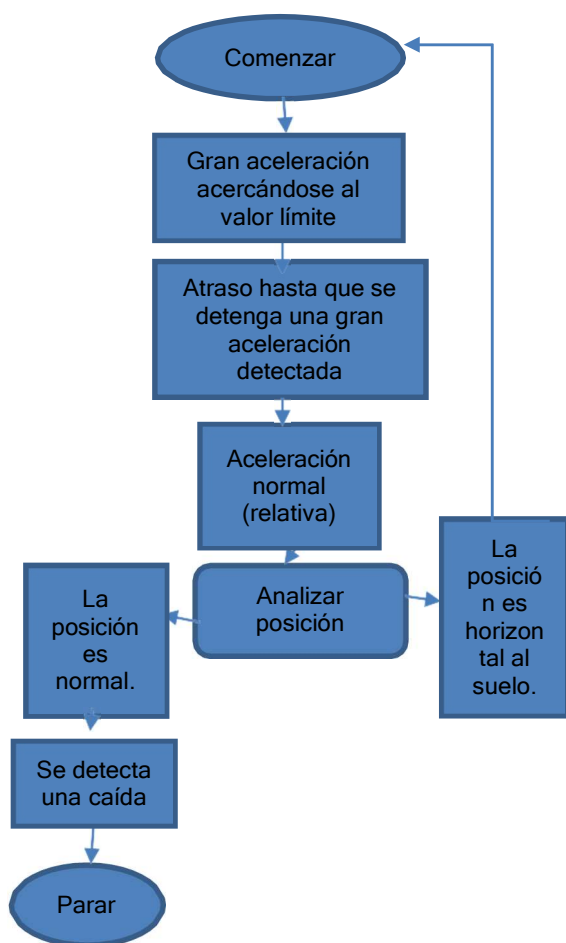 Comenzar
Gran aceleración
acercándose al
valor límite
Atraso hasta que se
detenga una gran
aceleración
detectada
Aceleración
normal
(relativa)
Analizar
posición
La
posición
es
normal.
La
posició
n es
horizon
tal al
suelo.
Se detecta
una caída
Parar